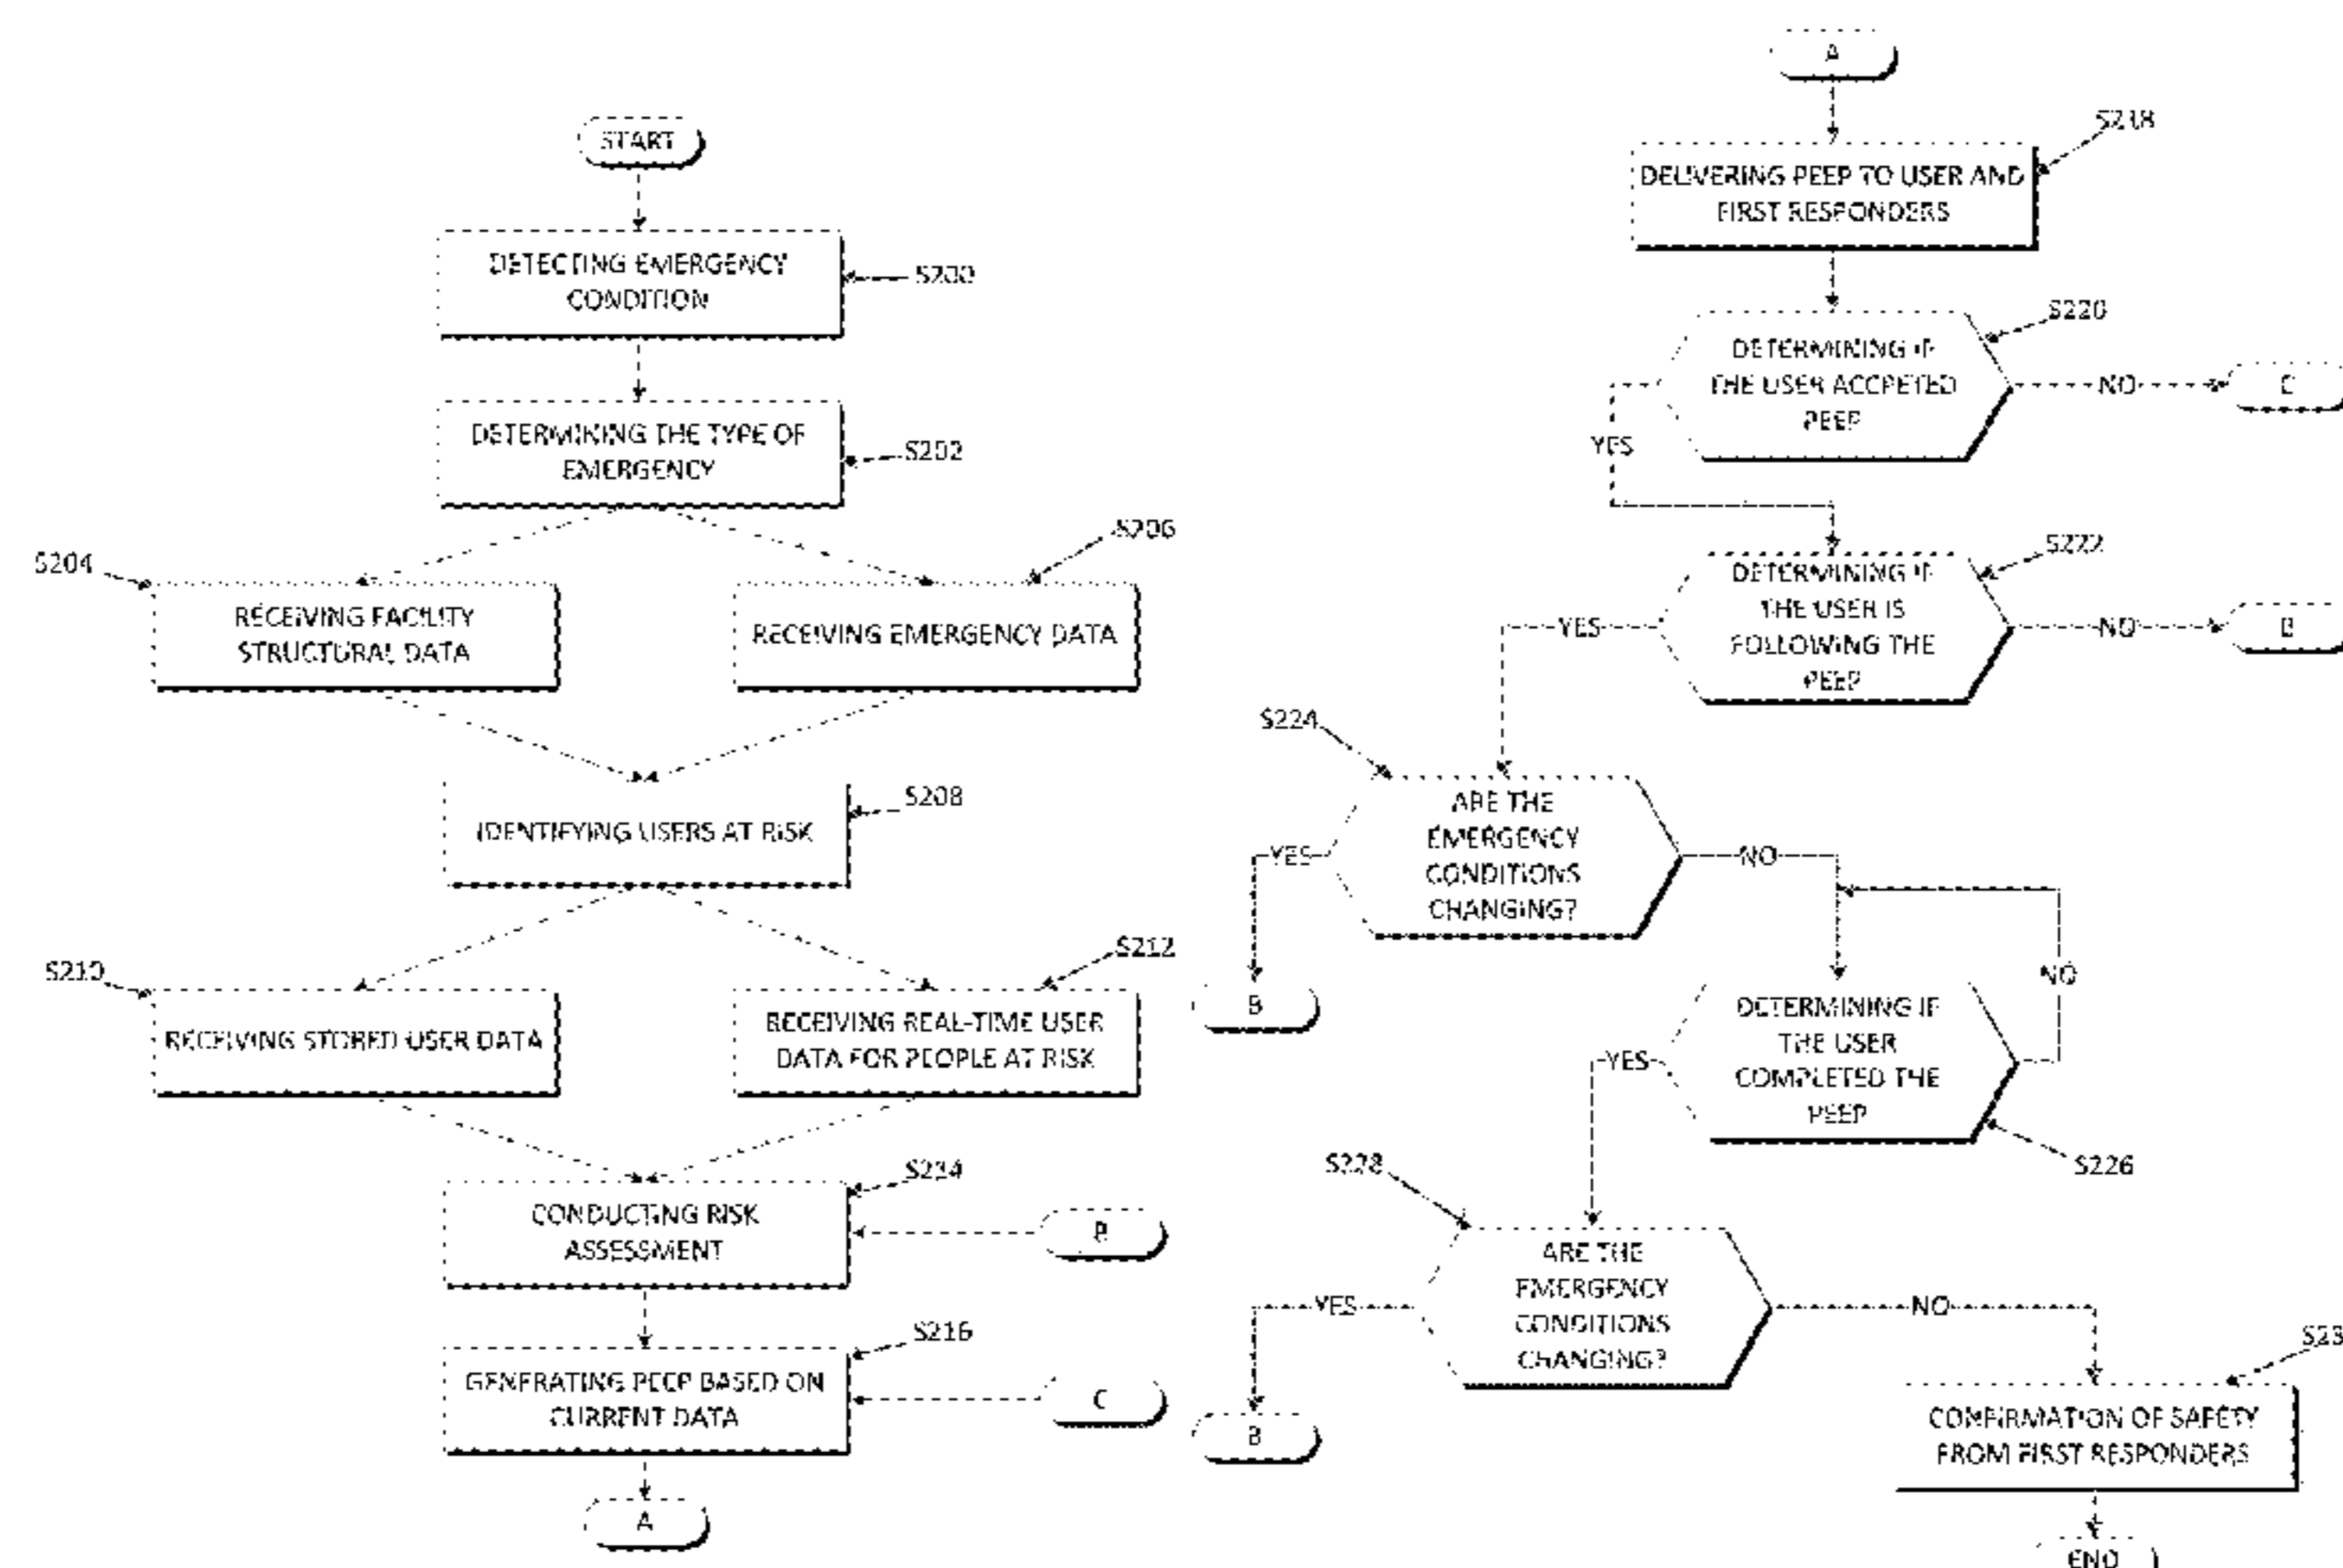 START
DETECTING EMERGENCY
CONDITION
S200
DETERMINING THE TYPE OF
EMERGENCY
S202
S204
RECEIVING FACILITY
STRUCTURAL DATA
S206
RECEIVING EMERGENCY DATA
IDENTIFYING USERS AT RISK
S208
S210
RECEIVING STORED USER DATA
S212
RECEIVING REAL-TIME USER
DATA FOR PEOPLE AT RISK
CONDUCTING RISK
ASSESSMENT
S214
B
GENERATING PEEP BASED ON
CURRENT DATA
S216
C
A
A
DELIVERING PEEP TO USER AND
FIRST RESPONDERS
S218
DETERMINING IF
THE USER ACCPETED
PEEP
S220
NO
C
YES
DETERMINING IF
THE USER IS
FOLLOWING THE
PEEP
S222
NO
B
YES
S224
ARE THE
EMERGENCY
CONDITIONS
CHANGING?
YES
B
NO
DETERMINING IF
THE USER
COMPLETED THE
PEEP
NO
S226
YES
S228
ARE THE
EMERGENCY
CONDITIONS
CHANGING?
YES
B
NO
CONFIRMATION OF SAFETY
FROM FIRST RESPONDERS
END